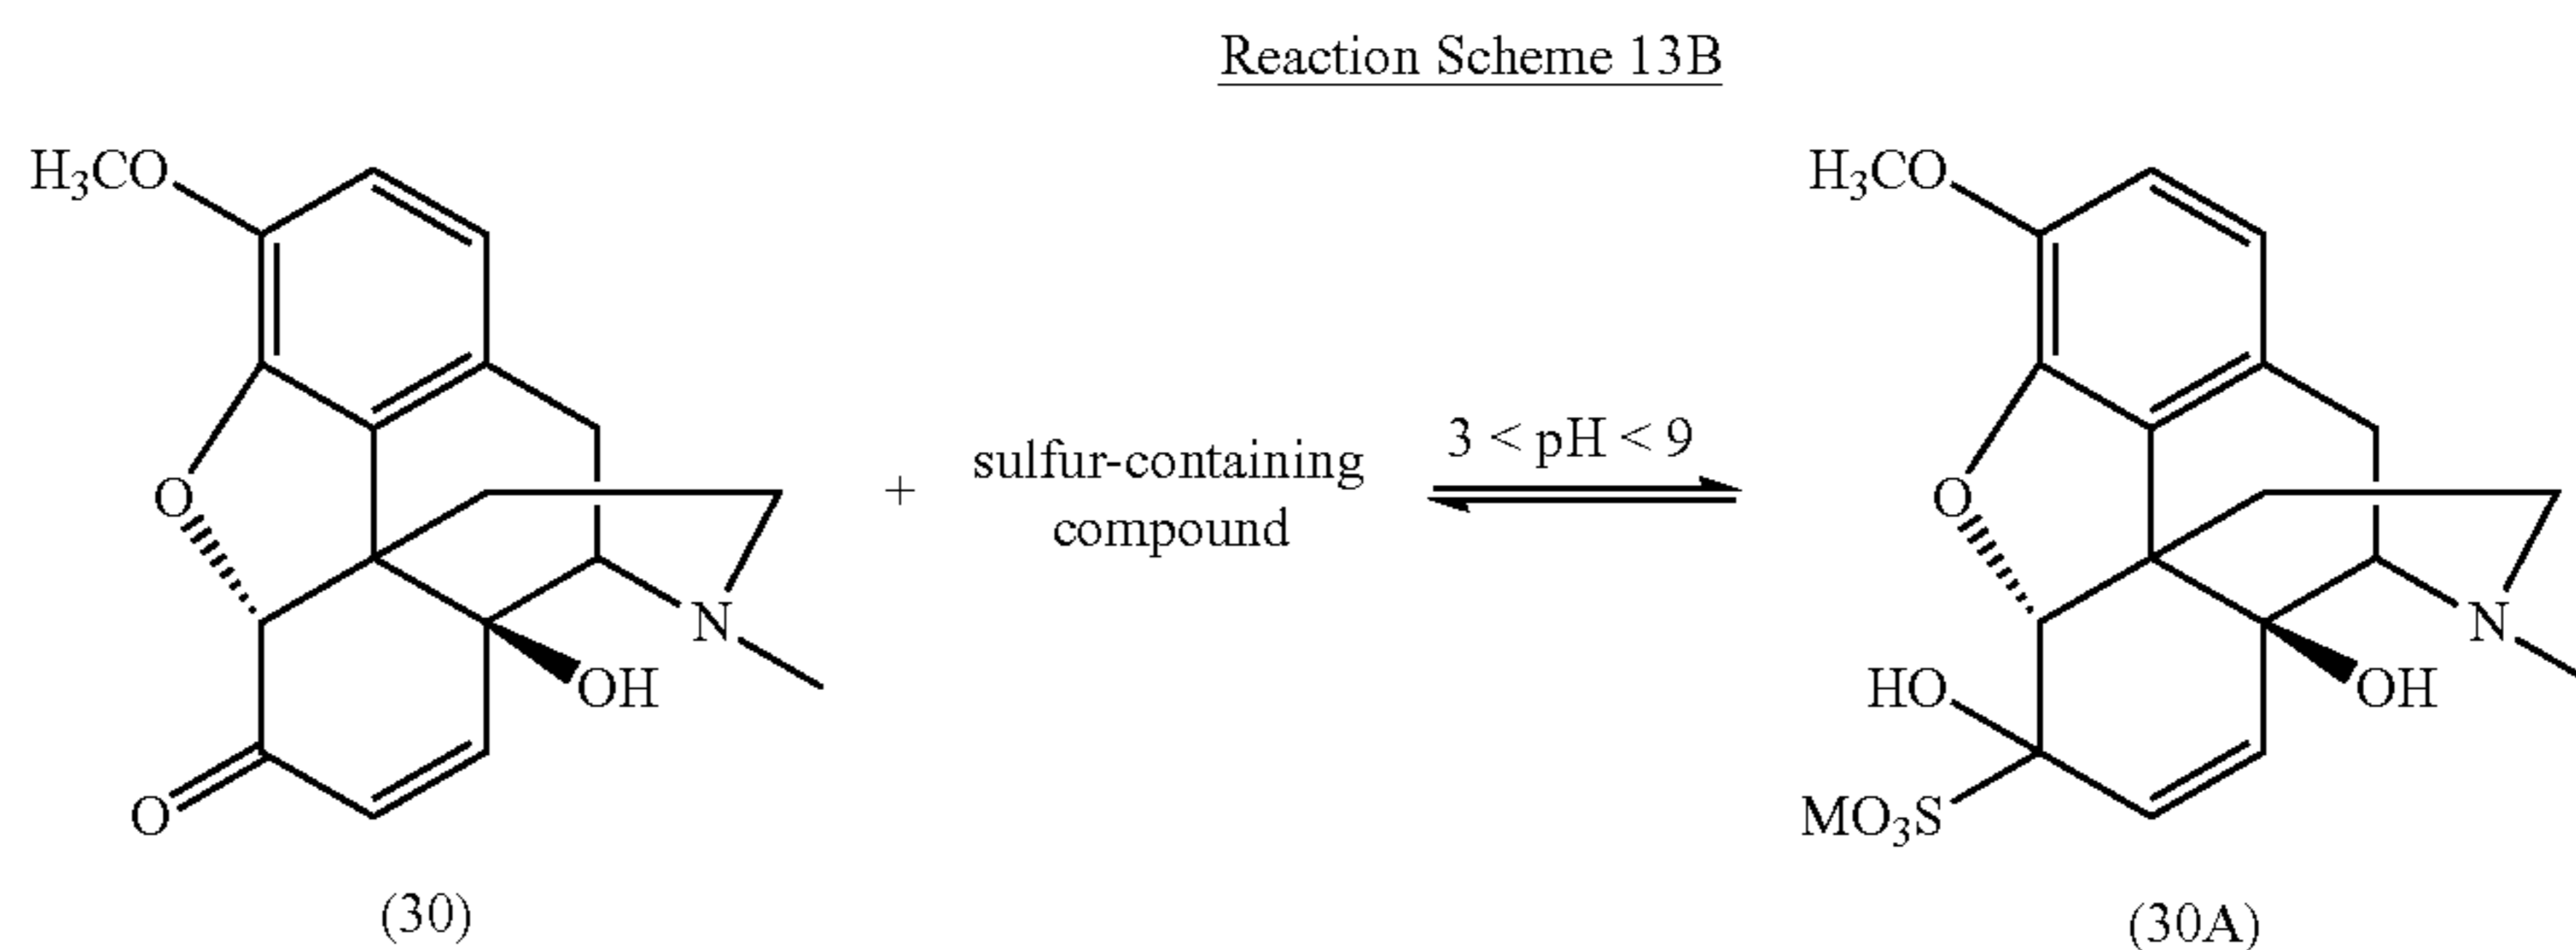 Reaction Scheme 13B
H₃CO
O
OH
N
O
(30)
+
sulfur-containing
compound
3 < pH < 9
H₃CO
O
HO
OH
N
MO₃S
(30A)